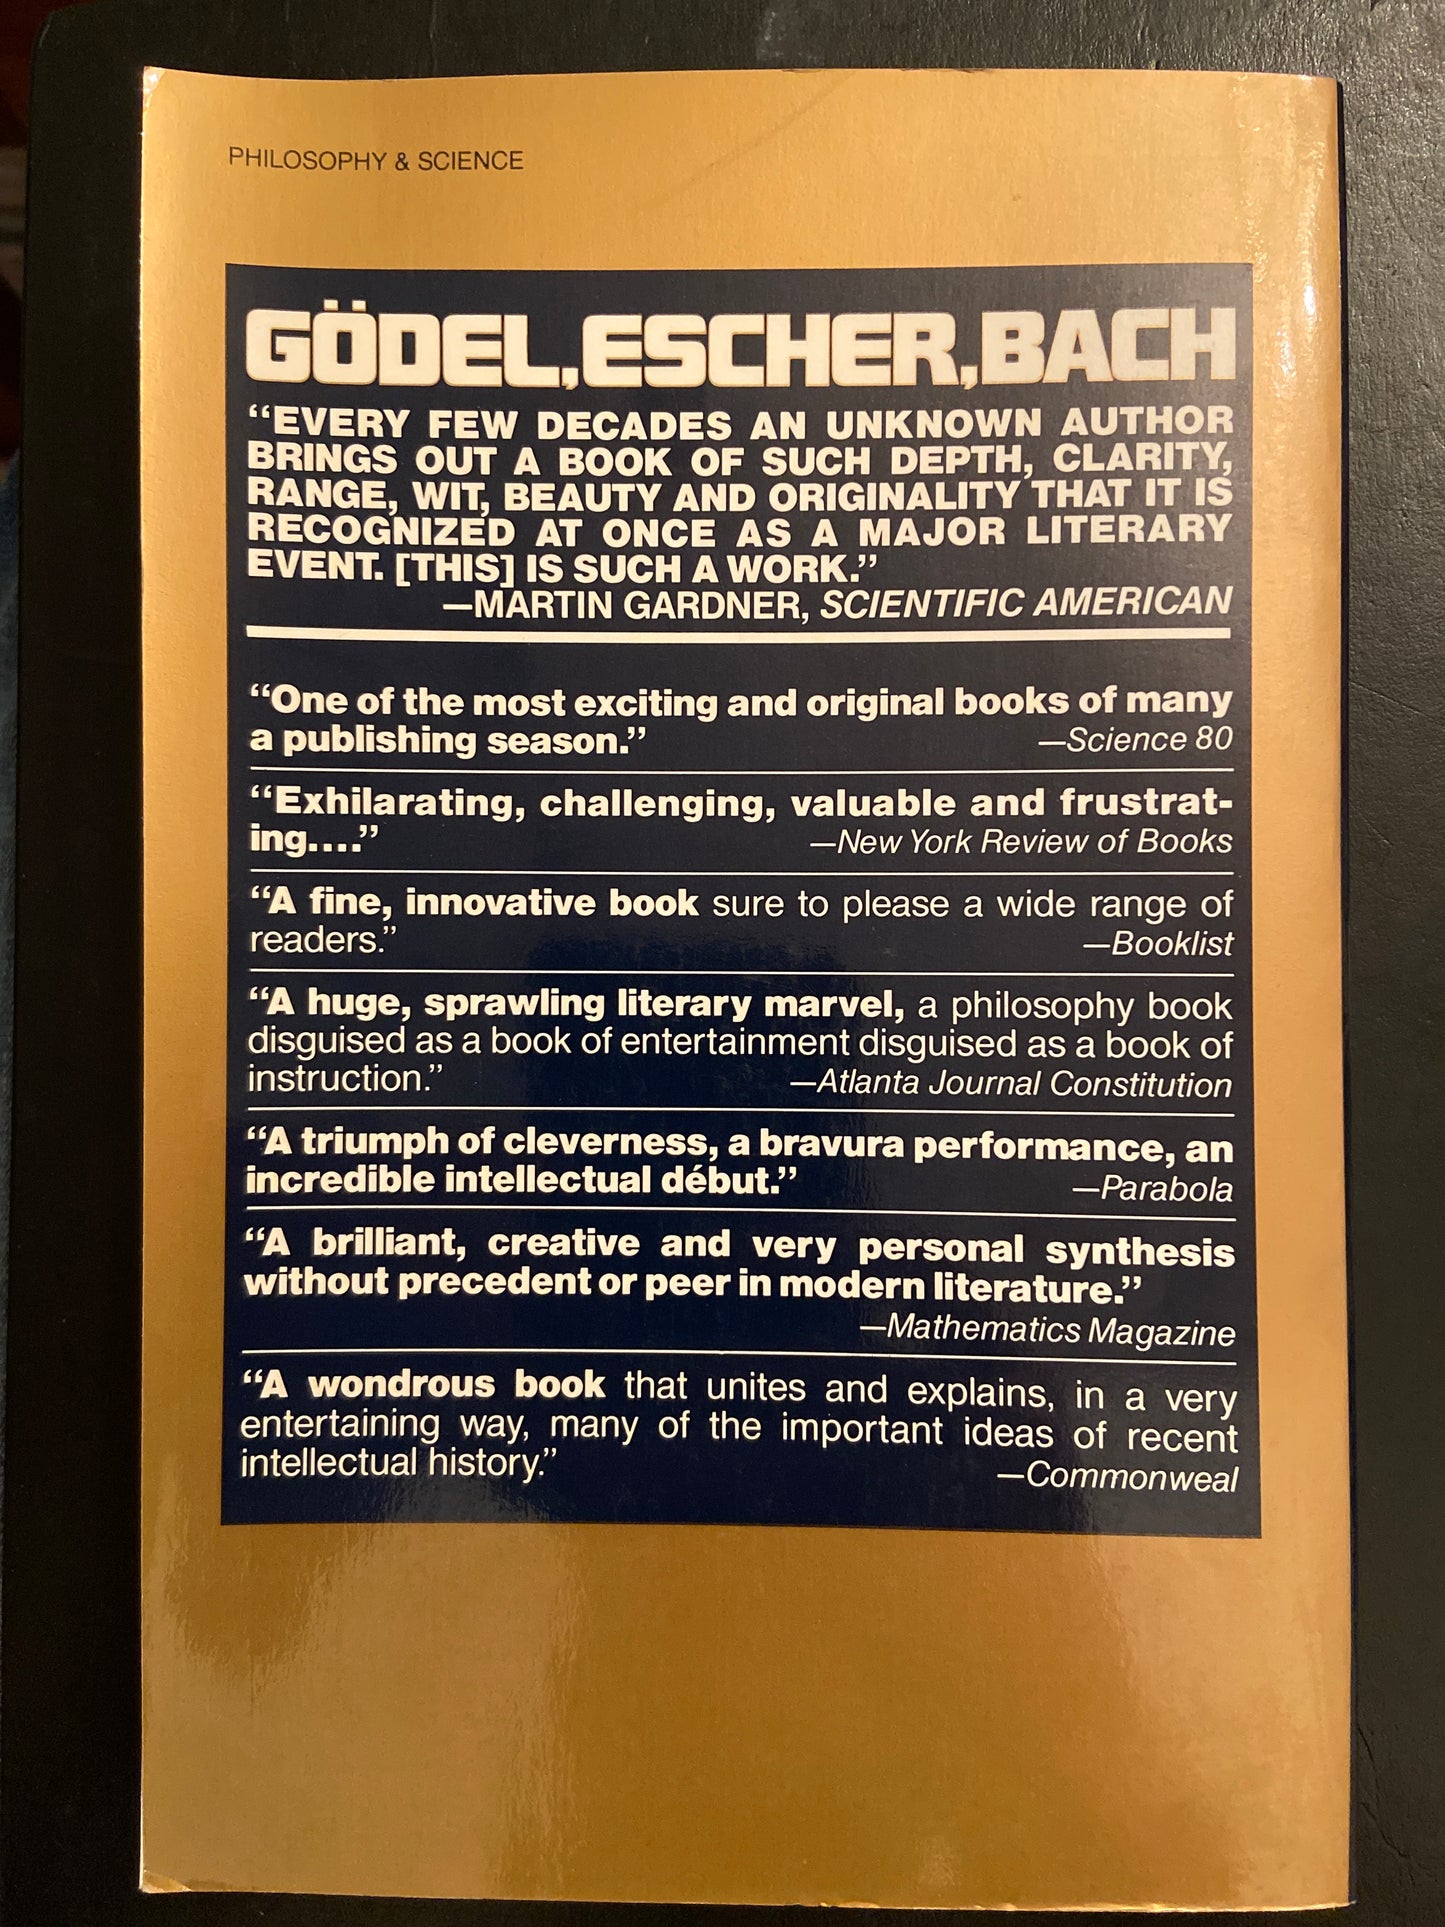 PHILOSOPHY & SCIENCE
GÖDEL, ESCHER, BACH
“EVERY FEW DECADES AN UNKNOWN AUTHOR
BRINGS OUT A BOOK OF SUCH DEPTH, CLARITY,
RANGE, WIT, BEAUTY AND ORIGINALITY THAT IT IS
RECOGNIZED AT ONCE AS A MAJOR LITERARY
EVENT. [THIS] IS SUCH A WORK.”
—MARTIN GARDNER, SCIENTIFIC AMERICAN
“One of the most exciting and original books of many
a publishing season.” —Science 80
“Exhilarating, challenging, valuable and frustrat-
ing....” —New York Review of Books
“A fine, innovative book sure to please a wide range of
readers.” —Booklist
“A huge, sprawling literary marvel, a philosophy book
disguised as a book of entertainment disguised as a book of
instruction.” —Atlanta Journal Constitution
“A triumph of cleverness, a bravura performance, an
incredible intellectual début.” —Parabola
“A brilliant, creative and very personal synthesis
without precedent or peer in modern literature.”
—Mathematics Magazine
“A wondrous book that unites and explains, in a very
entertaining way, many of the important ideas of recent
intellectual history.” —Commonweal